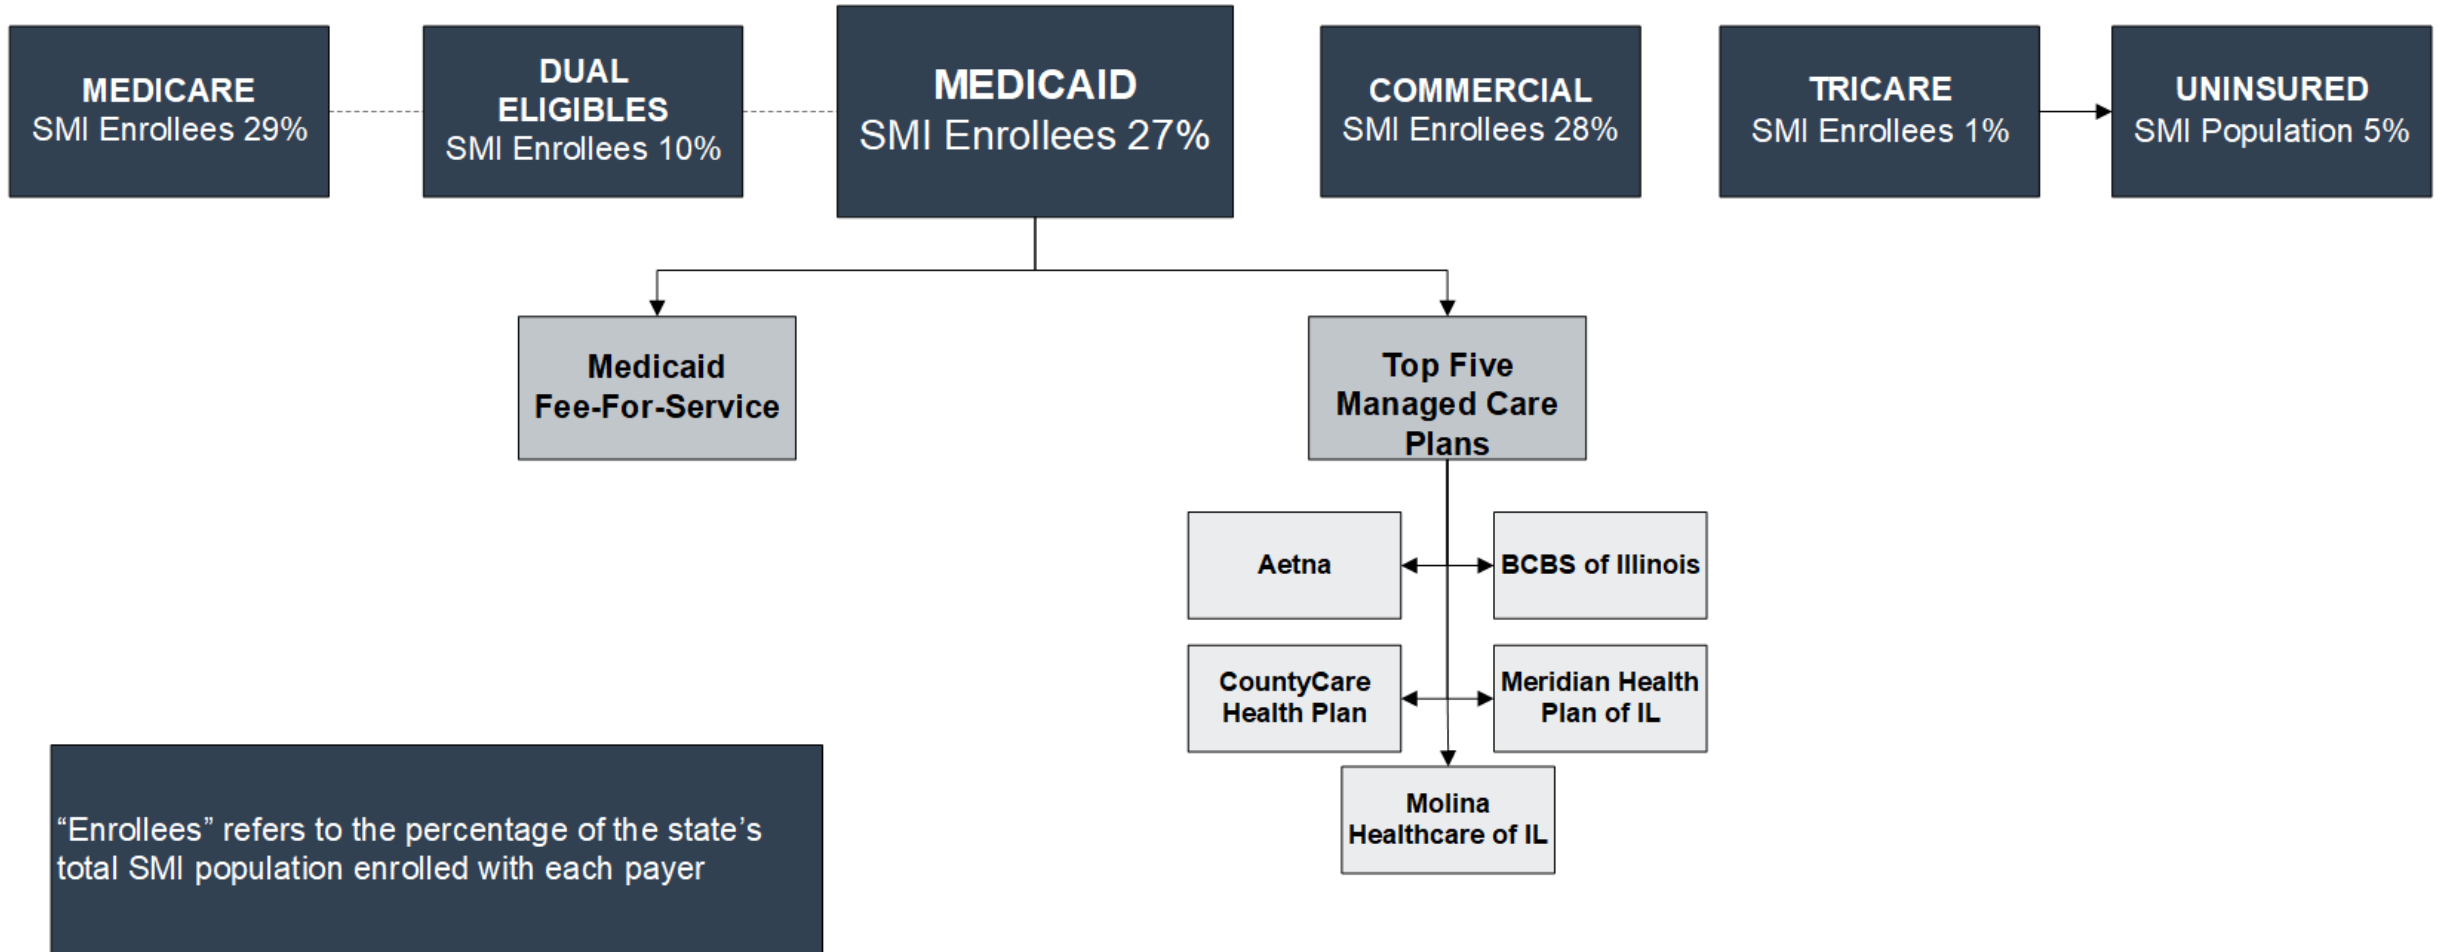 MEDICARE
SMI Enrollees 29%
DUAL
ELIGIBLES
SMI Enrollees 10%
MEDICAID
SMI Enrollees 27%
COMMERCIAL
SMI Enrollees 28%
TRICARE
SMI Enrollees 1%
UNINSURED
SMI Population 5%
Medicaid
Fee-For-Service
Top Five
Managed Care
Plans
Aetna
BCBS of Illinois
CountyCare
Health Plan
Meridian Health
Plan of IL
Molina
Healthcare of IL
“Enrollees” refers to the percentage of the state’s
total SMI population enrolled with each payer